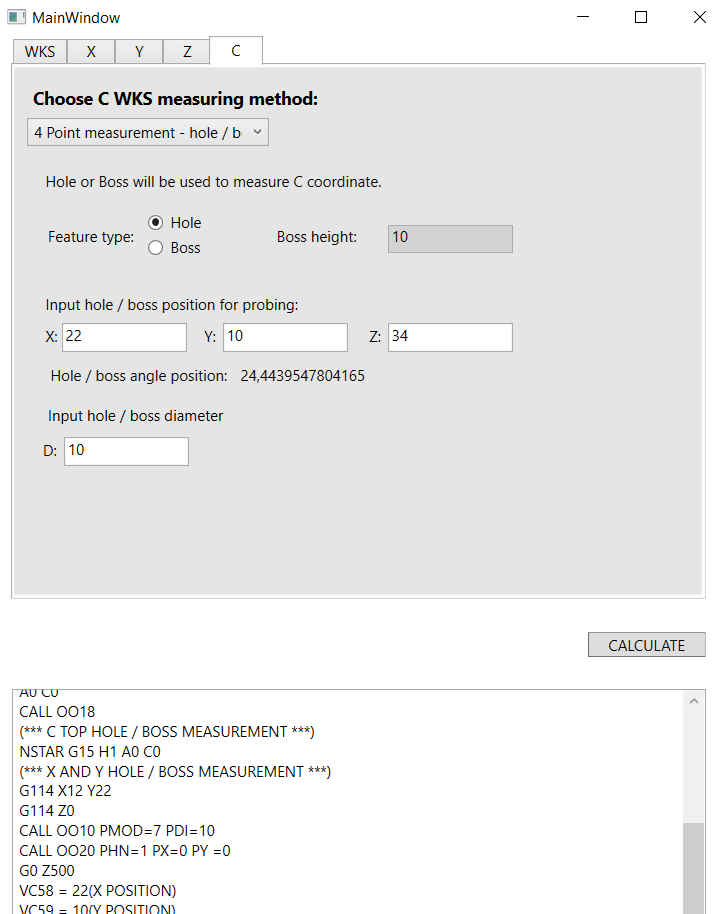 MainWindow
WKS X Y Z C
Choose C WKS measuring method:
4 Point measurement - hole / b
Hole or Boss will be used to measure C coordinate.
Feature type: Hole Boss height: 10
Boss
Input hole / boss position for probing:
X: 22 Y: 10 Z: 34
Hole / boss angle position: 24,4439547804165
Input hole / boss diameter
D: 10
CALCULATE
A0 C0
CALL OO18
(*** C TOP HOLE / BOSS MEASUREMENT ***)
NSTAR G15 H1 A0 C0
(*** X AND Y HOLE / BOSS MEASUREMENT ***)
G114 X12 Y22
G114 Z0
CALL OO10 PMOD=7 PDI=10
CALL OO20 PHN=1 PX=0 PY =0
G0 Z500
VC58 = 22(X POSITION)
VC59 = 10(Y POSITION)